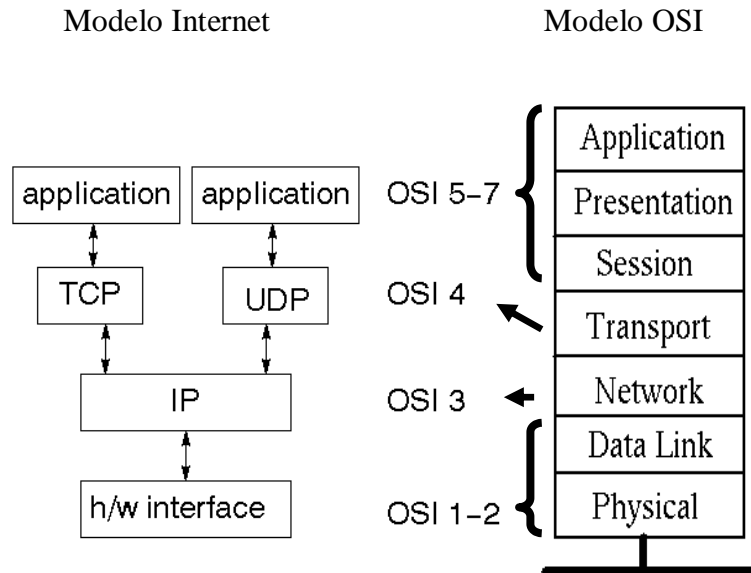 Modelo Internet
Modelo OSI
application
application
TCP
UDP
IP
h/w interface
OSI 5–7
OSI 4
OSI 3
OSI 1–2
Application
Presentation
Session
Transport
Network
Data Link
Physical